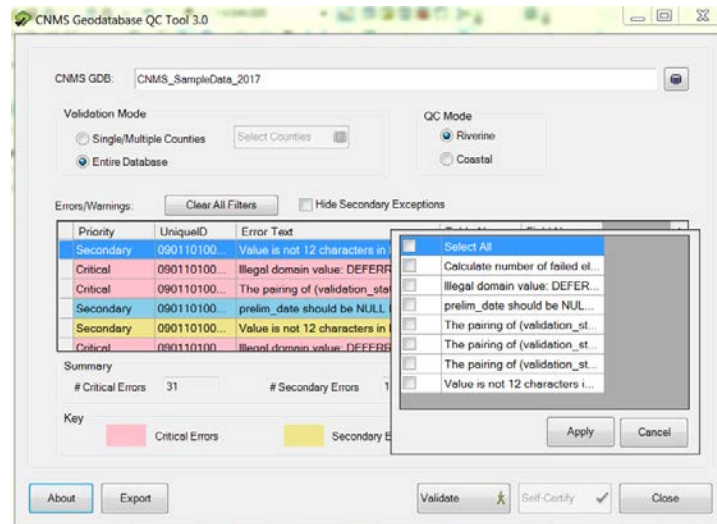 CNMS Geodatabase QC Tool 3.0
CNMS GDB: CNMS_SampleData_2017
Validation Mode
QC Mode
Single/Multiple Counties Select Counties
Riverine
Entire Database
Coastal
Errors/Warnings: Clear All Filters Hide Secondary Exceptions
Priority UniqueID Error Text
Secondary 090110100... Value is not 12 characters in
Critical 090110100... Illegal domain value: DEFERR
Critical 090110100... The pairing of (validation_stat
Secondary 090110100... prelim_date should be NULL
Secondary 090110100... Value is not 12 characters in
Critical 090110100 Illegal domain value: DEFERR
Select All
Calculate number of failed el...
Illegal domain value: DEFER...
prelim_date should be NUL...
The pairing of (validation_st...
The pairing of (validation_st...
The pairing of (validation_st...
Value is not 12 characters i...
Apply Cancel
Summary
# Critical Errors 31 # Secondary Errors 1
Key
Critical Errors Secondary E
About Export Validate Self-Certify Close